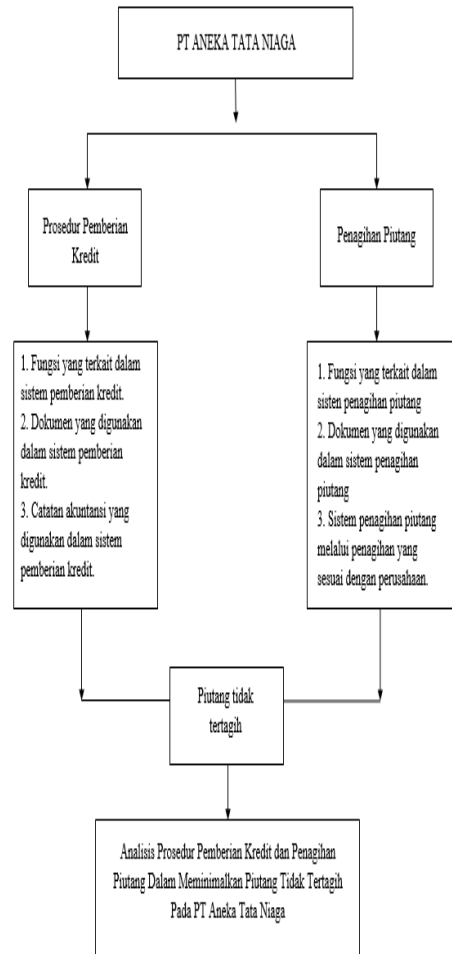 PT ANEKA TATA NIAGA
Prosedur Pemberian
Kredit
Penagihan Piutang
1. Fungsi yang terkait dalam
sistem pemberian kredit.
2. Dokumen yang digunakan
dalam sistem pemberian
kredit.
3. Catatan akuntansi yang
digunakan dalam sistem
pemberian kredit.
1. Fungsi yang terkait dalam
sisten penagihan piutang
2. Dokumen yang digunakan
dalam sistem penagihan
piutang
3. Sistem penagihan piutang
melalui penagihan yang
sesuai dengan perusahaan.
Piutang tidak
tertagih
Analisis Prosedur Pemberian Kredit dan Penagihan
Piutang Dalam Meminimalkan Piutang Tidak Tertagih
Pada PT Aneka Tata Niaga